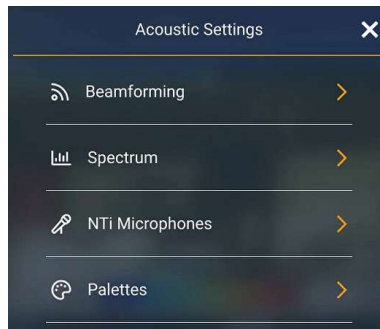 Acoustic Settings
Beamforming
Spectrum
NTi Microphones
Palettes